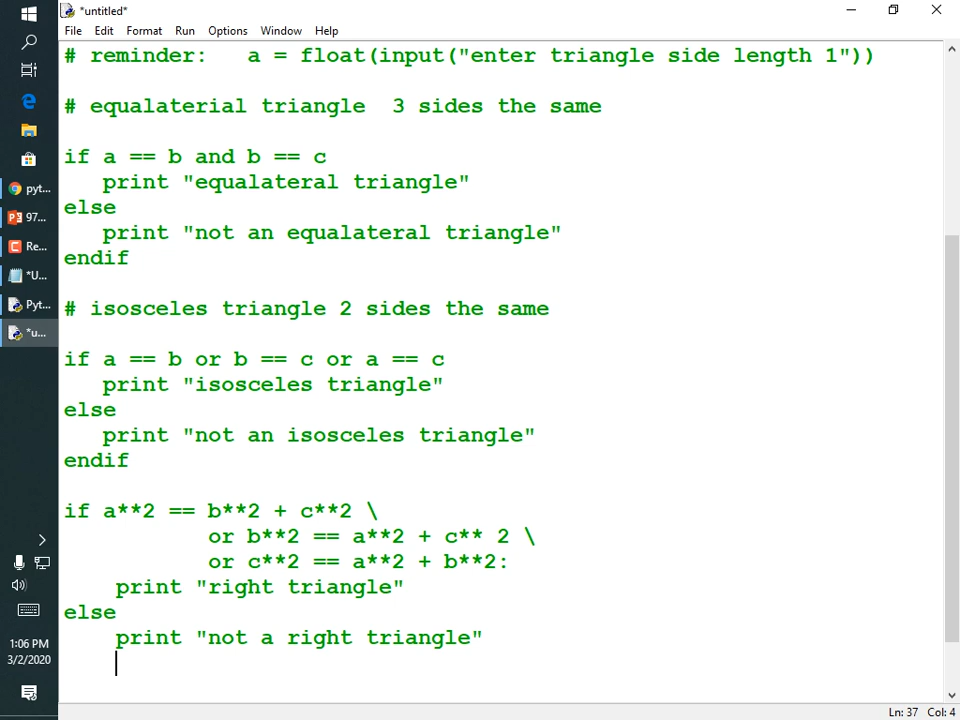 *untitled*
File Edit Format Run Options Window Help
# reminder:   a = float(input("enter triangle side length 1"))
# equalaterial triangle  3 sides the same
if a == b and b == c
   print "equalateral triangle"
else
   print "not an equalateral triangle"
endif
# isosceles triangle 2 sides the same
if a == b or b == c or a == c
   print "isosceles triangle"
else
   print "not an isosceles triangle"
endif
if a**2 == b**2 + c**2 \
           or b**2 == a**2 + c** 2 \
           or c**2 == a**2 + b**2:
    print "right triangle"
else
    print "not a right triangle"
Ln: 37 Col: 4
pyt...
97...
Re...
*U...
Pyt...
*u...
1:06 PM
3/2/2020